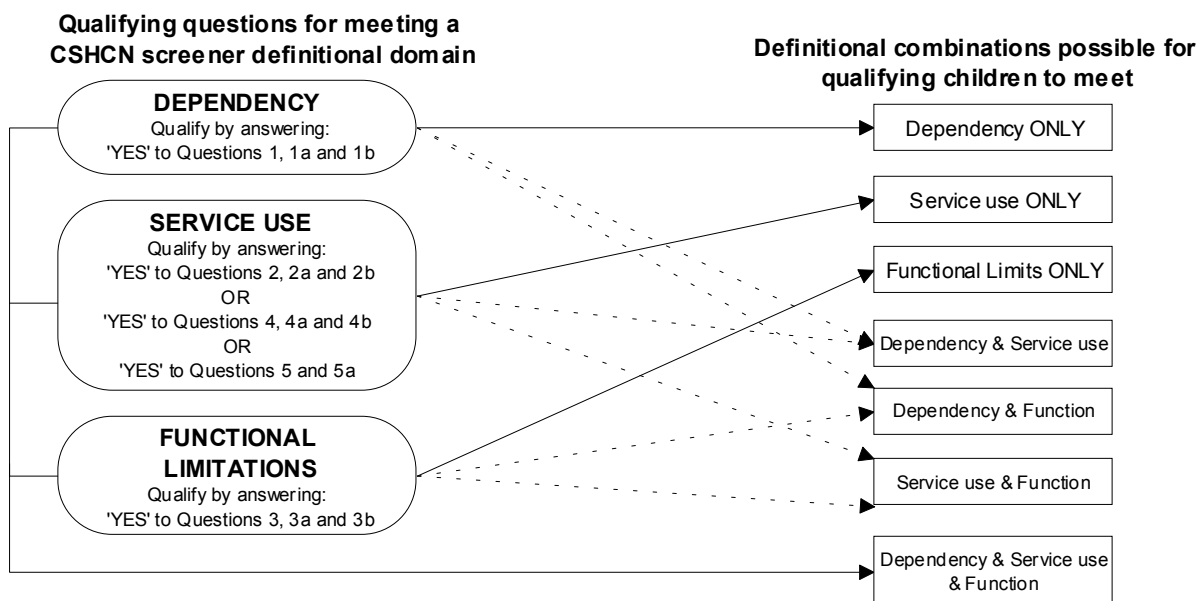 Qualifying questions for meeting a
CSHCN screener definitional domain
DEPENDENCY
Qualify by answering:
'YES' to Questions 1, 1a and 1b
SERVICE USE
Qualify by answering:
'YES' to Questions 2, 2a and 2b
OR
'YES' to Questions 4, 4a and 4b
OR
'YES' to Questions 5 and 5a
FUNCTIONAL
LIMITATIONS
Qualify by answering:
'YES' to Questions 3, 3a and 3b
Definitional combinations possible for
qualifying children to meet
Dependency ONLY
Service use ONLY
Functional Limits ONLY
Dependency & Service use
Dependency & Function
Service use & Function
Dependency & Service use
& Function